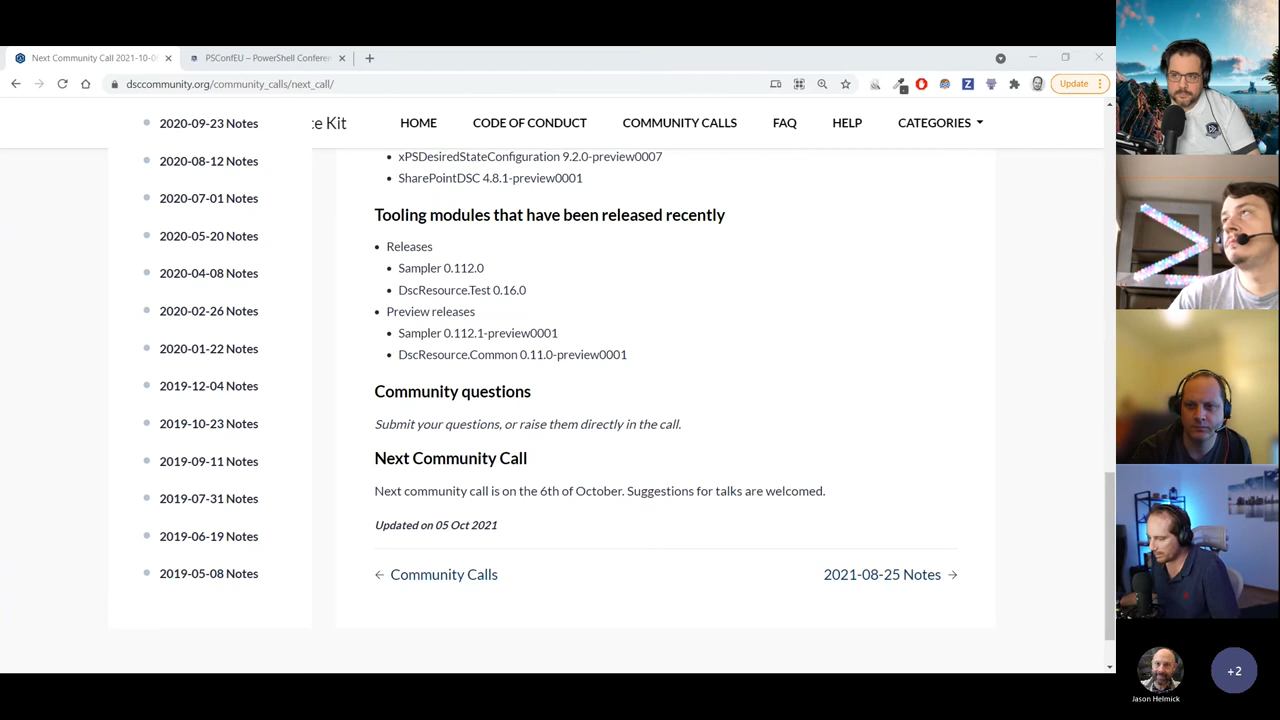 Next Community Call 2021-10-0
PSConfEU – PowerShell Conferen
dsccommunity.org/community_calls/next_call/
Update
ce Kit
HOME
CODE OF CONDUCT
COMMUNITY CALLS
FAQ
HELP
CATEGORIES
2020-09-23 Notes
2020-08-12 Notes
2020-07-01 Notes
2020-05-20 Notes
2020-04-08 Notes
2020-02-26 Notes
2020-01-22 Notes
2019-12-04 Notes
2019-10-23 Notes
2019-09-11 Notes
2019-07-31 Notes
2019-06-19 Notes
2019-05-08 Notes
xPSDesiredStateConfiguration 9.2.0-preview0007
SharePointDSC 4.8.1-preview0001
Tooling modules that have been released recently
Releases
Sampler 0.112.0
DscResource.Test 0.16.0
Preview releases
Sampler 0.112.1-preview0001
DscResource.Common 0.11.0-preview0001
Community questions
Submit your questions, or raise them directly in the call.
Next Community Call
Next community call is on the 6th of October. Suggestions for talks are welcomed.
Updated on 05 Oct 2021
← Community Calls
2021-08-25 Notes →
Jason Helmick
+2